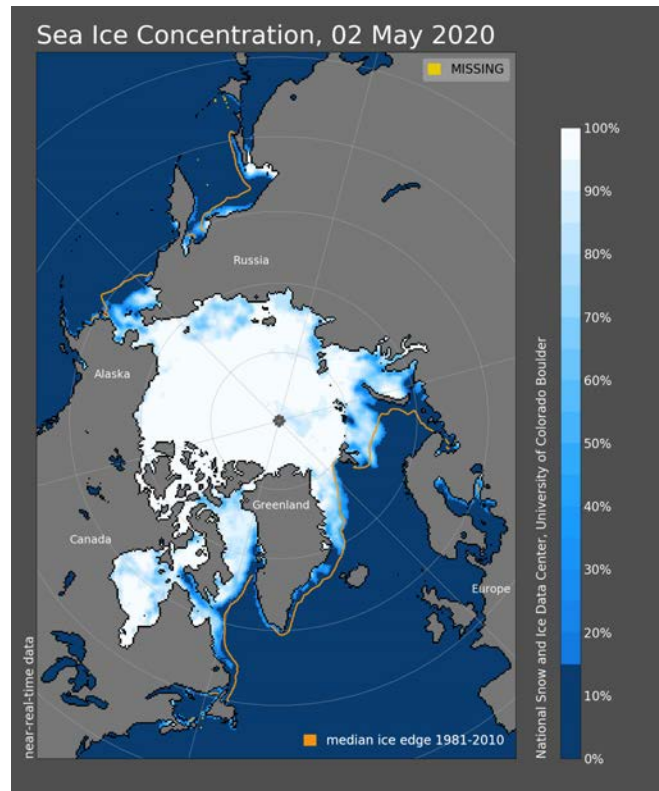 Sea Ice Concentration, 02 May 2020
MISSING
100%
90%
80%
70%
60%
50%
40%
30%
20%
10%
0%
Russia
Alaska
Greenland
Canada
Europe
near-real-time data
median ice edge 1981-2010
National Snow and Ice Data Center, University of Colorado Boulder